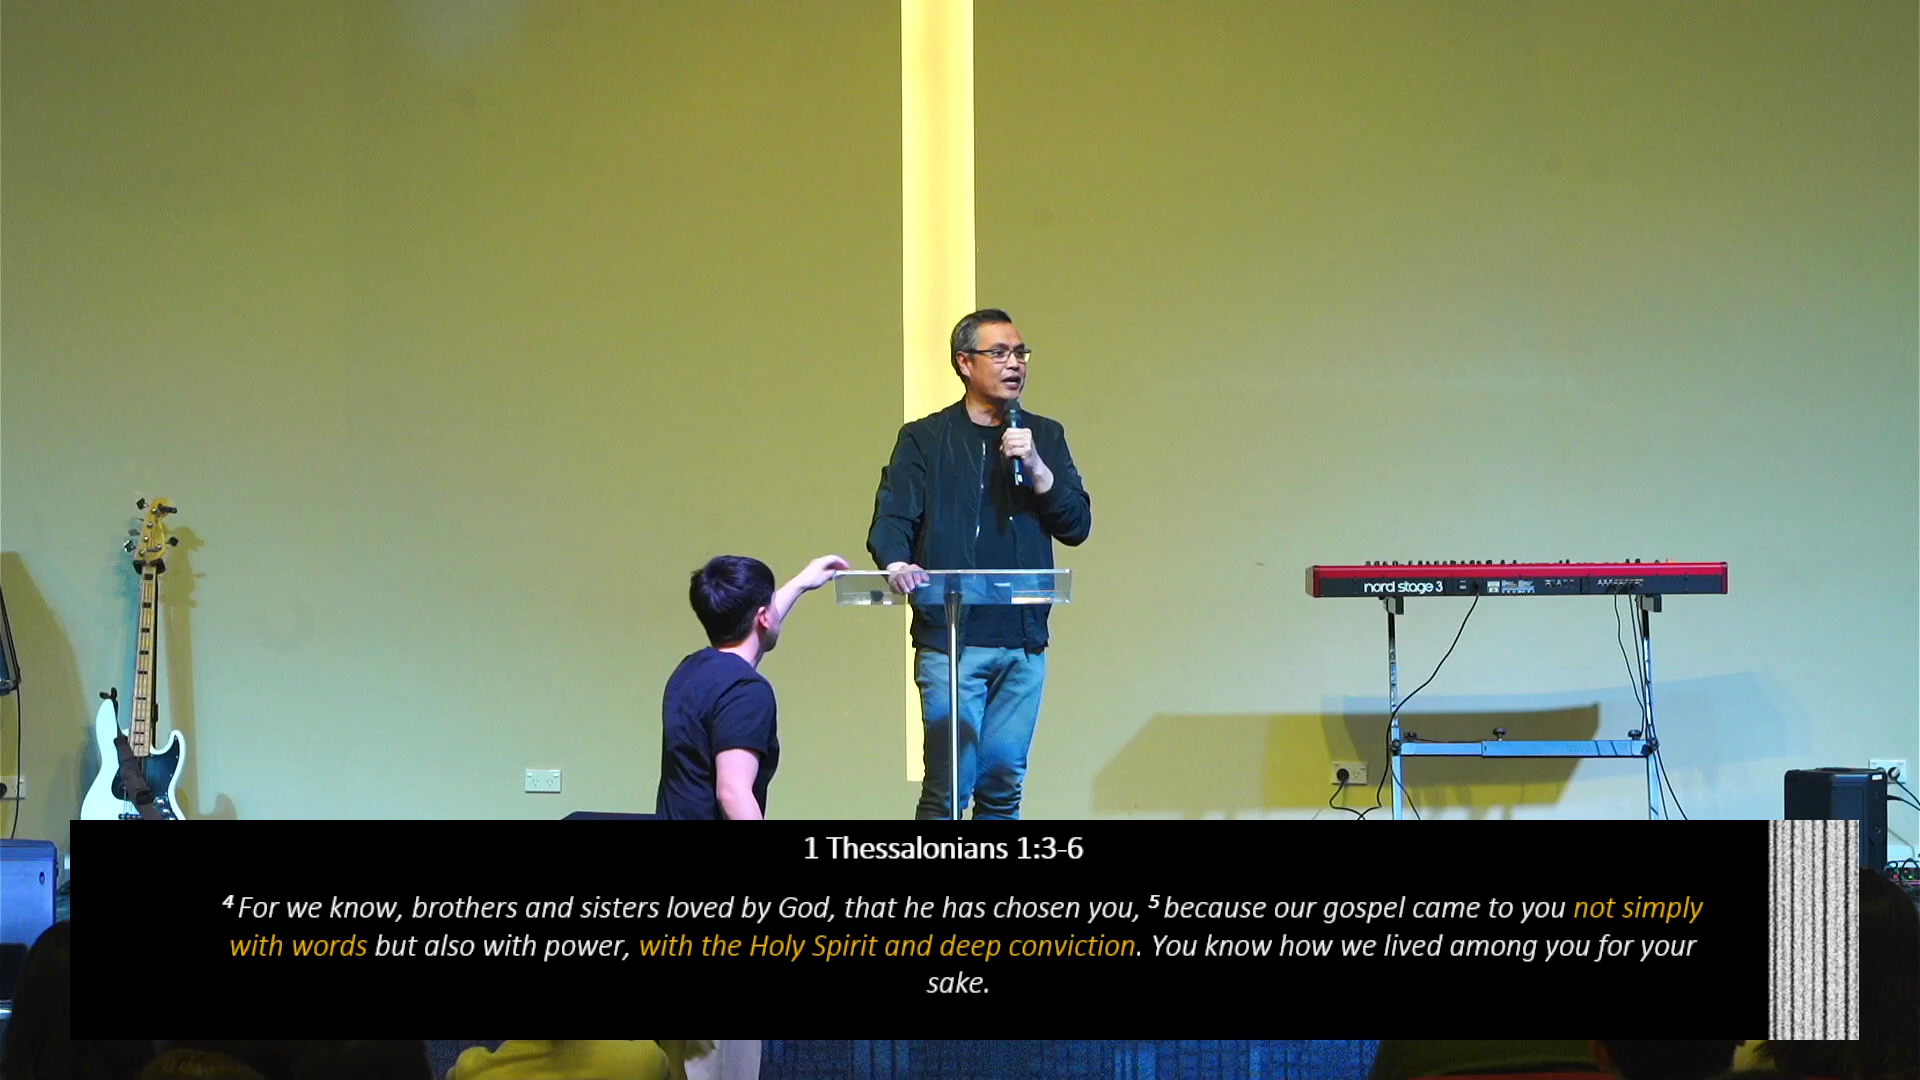 nord stage 3
1 Thessalonians 1:3-6
⁴ For we know, brothers and sisters loved by God, that he has chosen you, ⁵ because our gospel came to you not simply
with words but also with power, with the Holy Spirit and deep conviction. You know how we lived among you for your
sake.